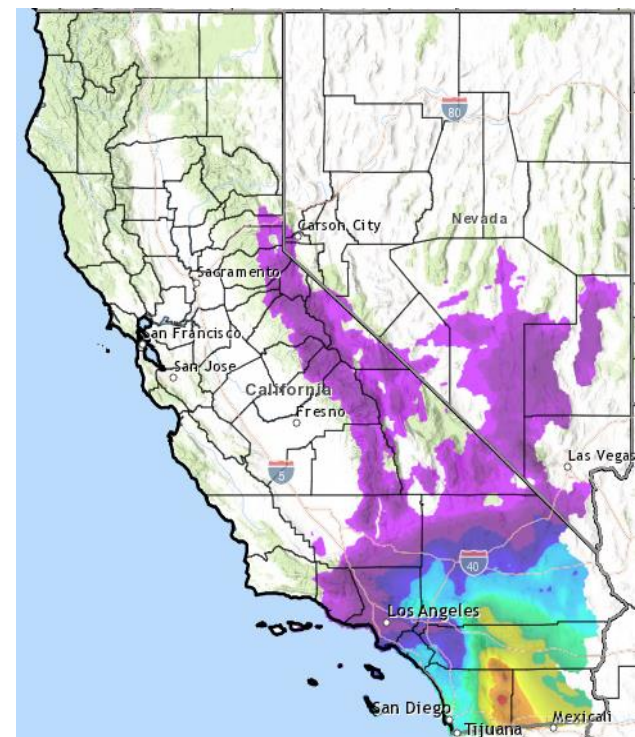 80
Carson City
Nevada
Sacramento
San Francisco
San Jose
California
Fresno
5
Las Vegas
40
Los Angeles
San Diego
Mexicali
Tijuana